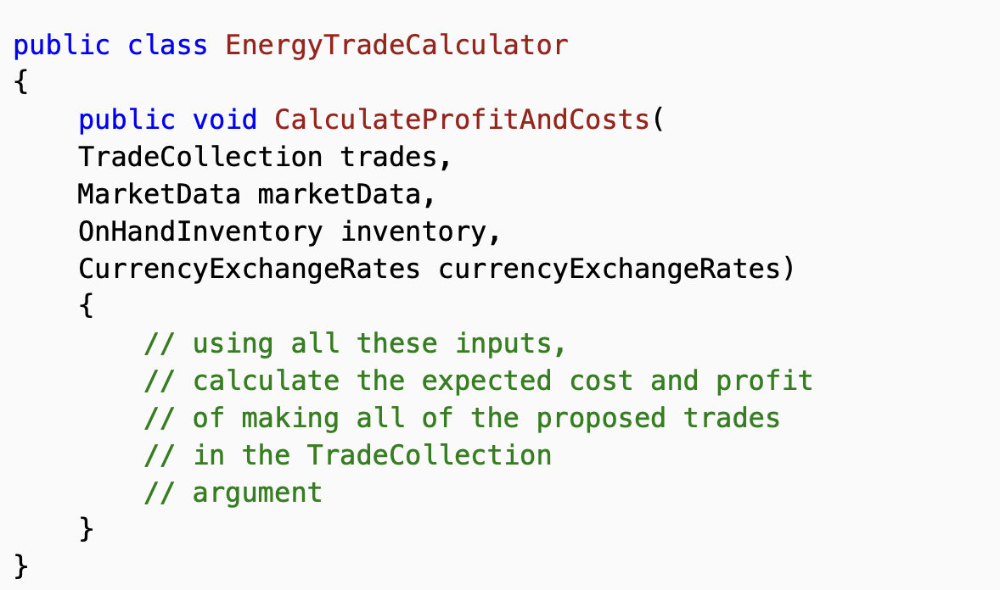 public class EnergyTradeCalculator
{
    public void CalculateProfitAndCosts(
    TradeCollection trades,
    MarketData marketData,
    OnHandInventory inventory,
    CurrencyExchangeRates currencyExchangeRates)
    {
        // using all these inputs,
        // calculate the expected cost and profit
        // of making all of the proposed trades
        // in the TradeCollection
        // argument
    }
}